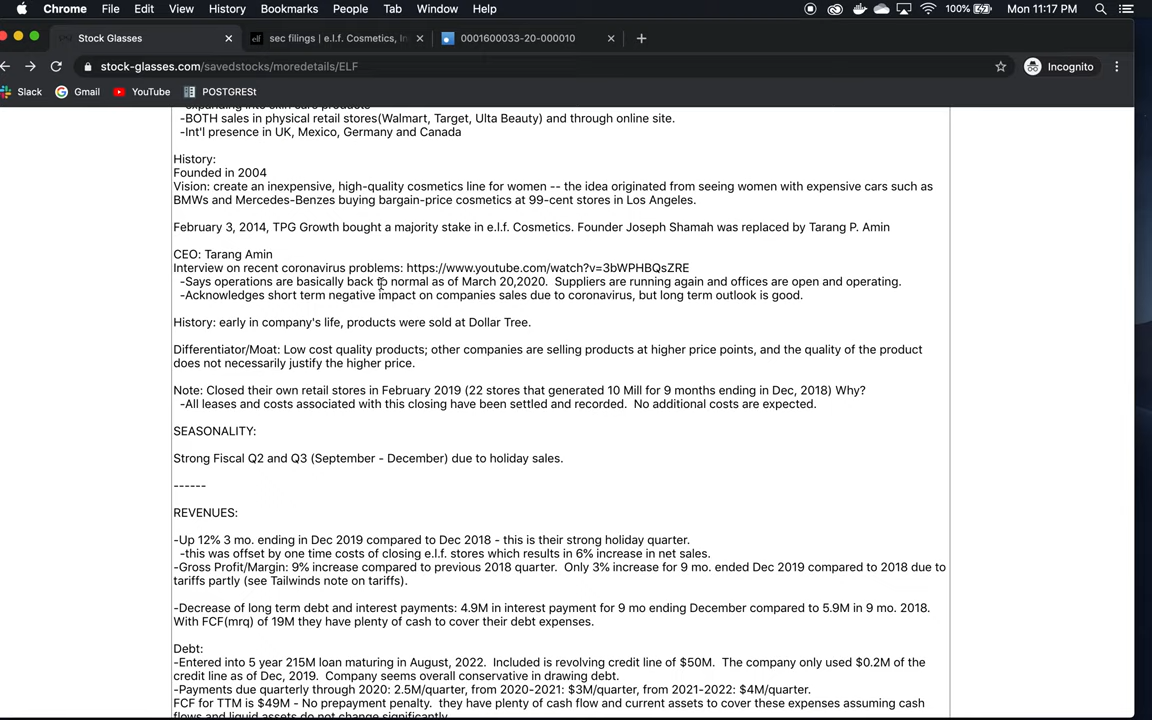 Chrome File Edit View History Bookmarks People Tab Window Help 100% Mon 11:17 PM
Stock Glasses sec filings | e.l.f. Cosmetics, In 0001600033-20-000010
stock-glasses.com/savedstocks/moredetails/ELF Incognito
Slack Gmail YouTube POSTGRESt
-expanding into skin care products
-BOTH sales in physical retail stores(Walmart, Target, Ulta Beauty) and through online site.
-Int'l presence in UK, Mexico, Germany and Canada
History:
Founded in 2004
Vision: create an inexpensive, high-quality cosmetics line for women -- the idea originated from seeing women with expensive cars such as
BMWs and Mercedes-Benzes buying bargain-price cosmetics at 99-cent stores in Los Angeles.
February 3, 2014, TPG Growth bought a majority stake in e.l.f. Cosmetics. Founder Joseph Shamah was replaced by Tarang P. Amin
CEO: Tarang Amin
Interview on recent coronavirus problems: https://www.youtube.com/watch?v=3bWPHBQsZRE
-Says operations are basically back to normal as of March 20,2020.  Suppliers are running again and offices are open and operating.
-Acknowledges short term negative impact on companies sales due to coronavirus, but long term outlook is good.
History: early in company's life, products were sold at Dollar Tree.
Differentiator/Moat: Low cost quality products; other companies are selling products at higher price points, and the quality of the product
does not necessarily justify the higher price.
Note: Closed their own retail stores in February 2019 (22 stores that generated 10 Mill for 9 months ending in Dec, 2018) Why?
-All leases and costs associated with this closing have been settled and recorded.  No additional costs are expected.
SEASONALITY:
Strong Fiscal Q2 and Q3 (September - December) due to holiday sales.
------
REVENUES:
-Up 12% 3 mo. ending in Dec 2019 compared to Dec 2018 - this is their strong holiday quarter.
-this was offset by one time costs of closing e.l.f. stores which results in 6% increase in net sales.
-Gross Profit/Margin: 9% increase compared to previous 2018 quarter.  Only 3% increase for 9 mo. ended Dec 2019 compared to 2018 due to
tariffs partly (see Tailwinds note on tariffs).
-Decrease of long term debt and interest payments: 4.9M in interest payment for 9 mo ending December compared to 5.9M in 9 mo. 2018.
With FCF(mrq) of 19M they have plenty of cash to cover their debt expenses.
Debt:
-Entered into 5 year 215M loan maturing in August, 2022.  Included is revolving credit line of $50M.  The company only used $0.2M of the
credit line as of Dec, 2019.  Company seems overall conservative in drawing debt.
-Payments due quarterly through 2020: 2.5M/quarter, from 2020-2021: $3M/quarter, from 2021-2022: $4M/quarter.
FCF for TTM is $49M - No prepayment penalty.  they have plenty of cash flow and current assets to cover these expenses assuming cash
flows and liquid assets do not change significantly.